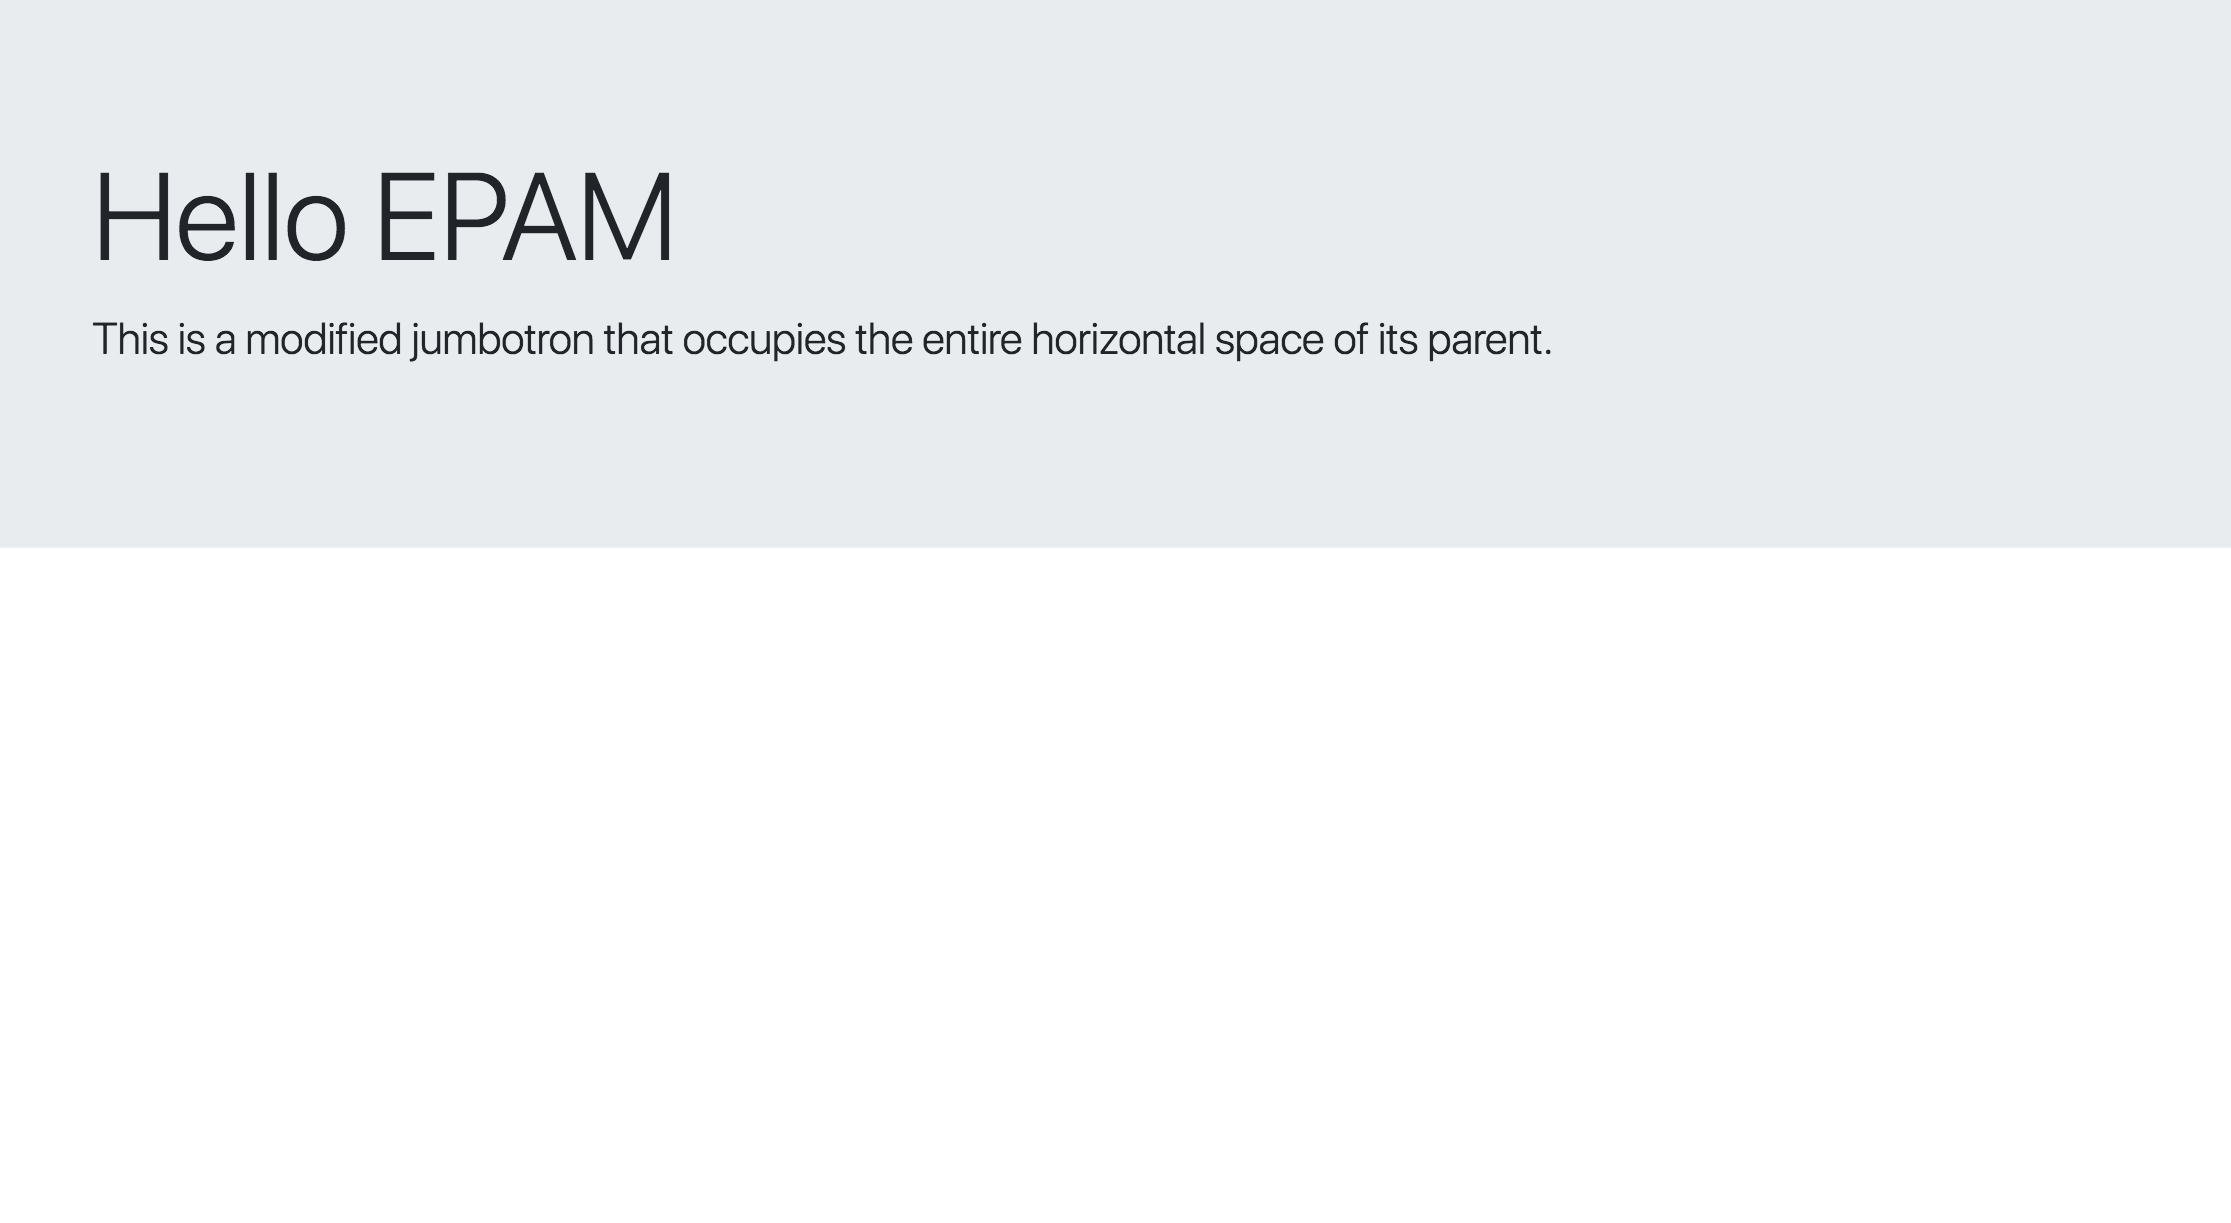 Hello EPAM
This is a modified jumbotron that occupies the entire horizontal space of its parent.